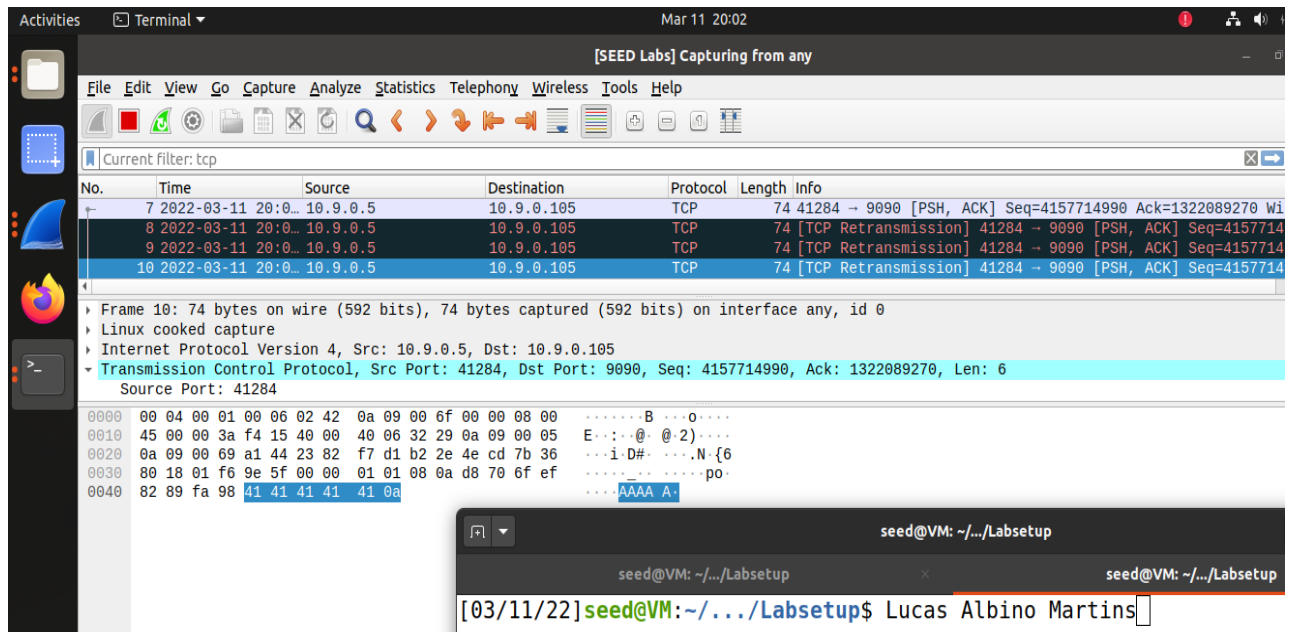 Activities Terminal Mar 11 20:02
[SEED Labs] Capturing from any
File Edit View Go Capture Analyze Statistics Telephony Wireless Tools Help
Current filter: tcp
No. Time Source Destination Protocol Length Info
7 2022-03-11 20:0… 10.9.0.5 10.9.0.105 TCP 74 41284 → 9090 [PSH, ACK] Seq=4157714990 Ack=1322089270 Wi
8 2022-03-11 20:0… 10.9.0.5 10.9.0.105 TCP 74 [TCP Retransmission] 41284 → 9090 [PSH, ACK] Seq=4157714
9 2022-03-11 20:0… 10.9.0.5 10.9.0.105 TCP 74 [TCP Retransmission] 41284 → 9090 [PSH, ACK] Seq=4157714
10 2022-03-11 20:0… 10.9.0.5 10.9.0.105 TCP 74 [TCP Retransmission] 41284 → 9090 [PSH, ACK] Seq=4157714
Frame 10: 74 bytes on wire (592 bits), 74 bytes captured (592 bits) on interface any, id 0
Linux cooked capture
Internet Protocol Version 4, Src: 10.9.0.5, Dst: 10.9.0.105
Transmission Control Protocol, Src Port: 41284, Dst Port: 9090, Seq: 4157714990, Ack: 1322089270, Len: 6
Source Port: 41284
0000 00 04 00 01 00 06 02 42 0a 09 00 6f 00 00 08 00 ·······B ···o····
0010 45 00 00 3a f4 15 40 00 40 06 32 29 0a 09 00 05 E··:··@· @·2)····
0020 0a 09 00 69 a1 44 23 82 f7 d1 b2 2e 4e cd 7b 36 ···i·D#· ····.N·{6
0030 80 18 01 f6 9e 5f 00 00 01 01 08 0a d8 70 6f ef ·····_·· ·····po·
0040 82 89 fa 98 41 41 41 41 41 0a ····AAAA A·
seed@VM: ~/.../Labsetup
seed@VM: ~/.../Labsetup × seed@VM: ~/.../Labsetup
[03/11/22]seed@VM:~/.../Labsetup$ Lucas Albino Martins